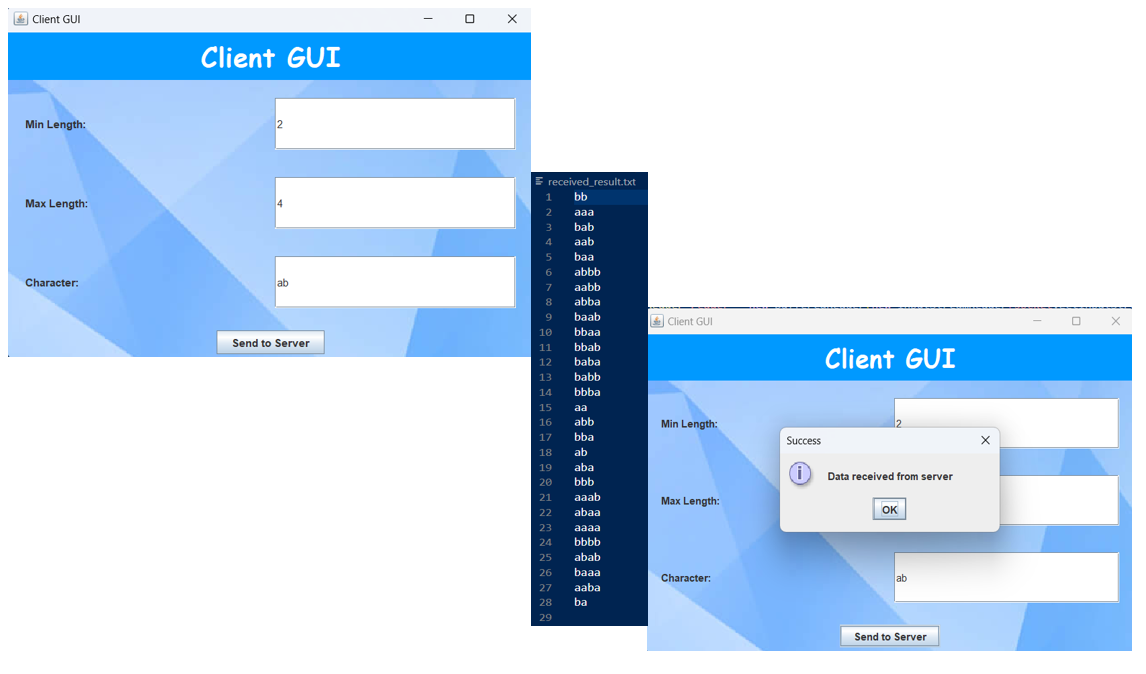 Client GUI
Client GUI
Min Length:
2
Max Length:
4
Character:
ab
Send to Server
received_result.txt
1 bb
2 aaa
3 bab
4 aab
5 baa
6 abbb
7 aabb
8 abba
9 baab
10 bbaa
11 bbab
12 baba
13 babb
14 bbba
15 aa
16 abb
17 bba
18 ab
19 aba
20 bbb
21 aaab
22 abaa
23 aaaa
24 bbbb
25 abab
26 baaa
27 aaba
28 ba
29
Client GUI
Client GUI
Min Length:
2
Success
Data received from server
OK
Max Length:
Character:
ab
Send to Server